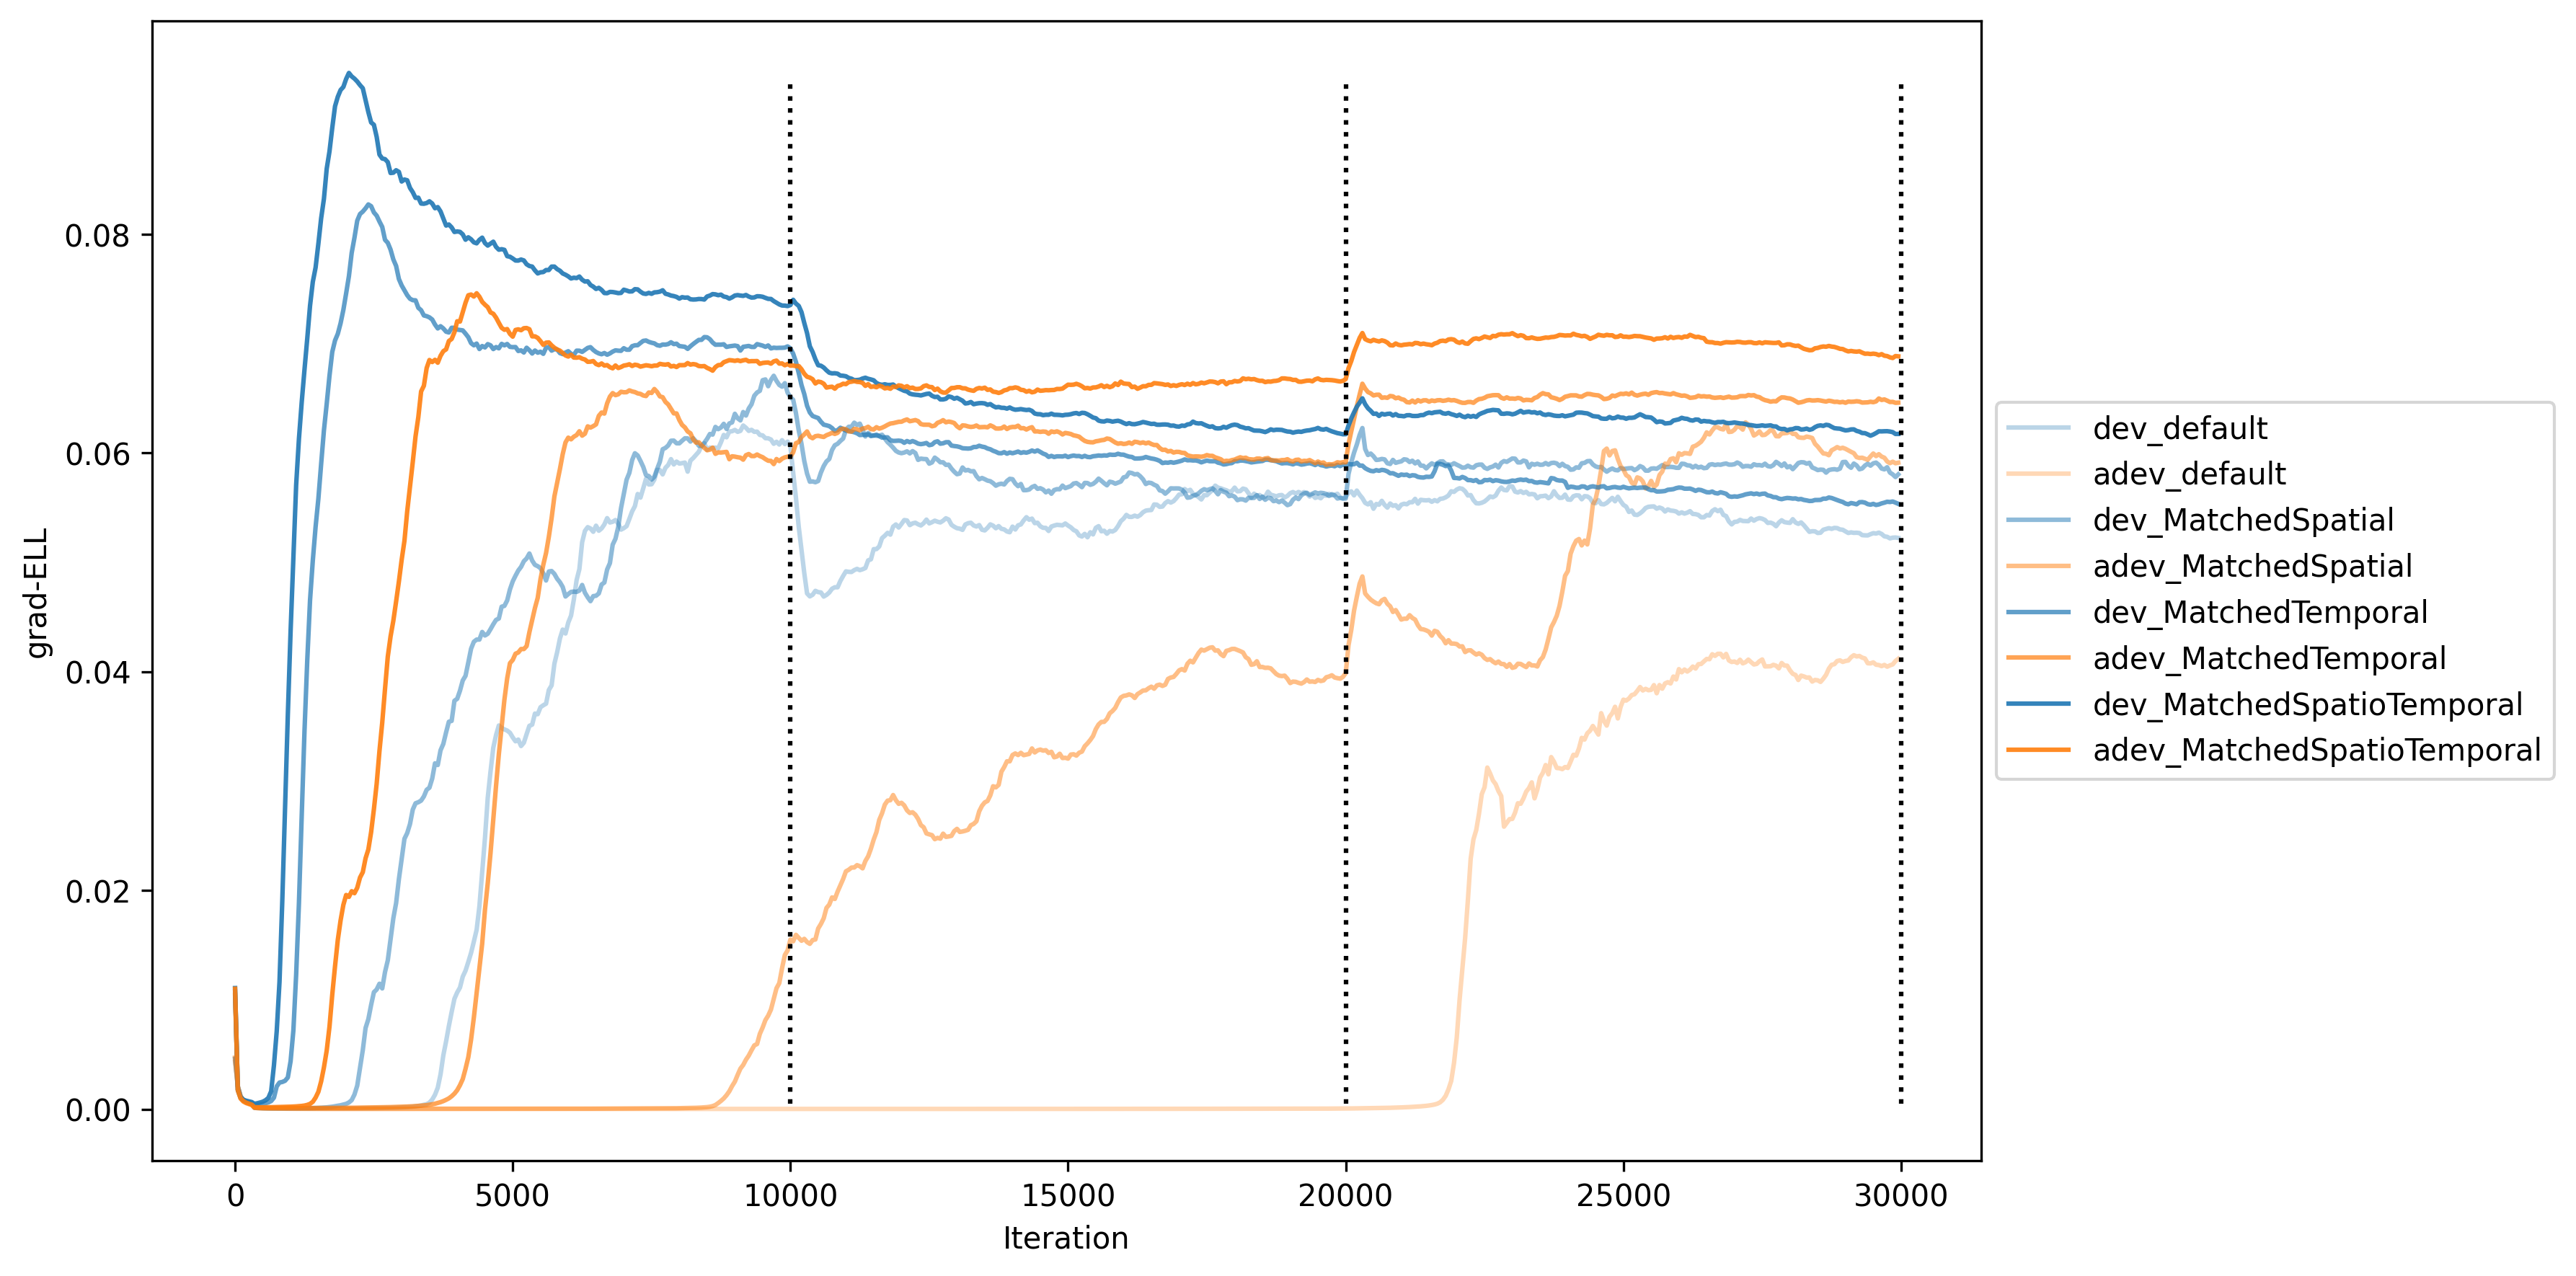 grad-ELL
0.08
0.06
0.04
0.02
0.00
0
5000
10000
15000
20000
25000
30000
Iteration
dev_default
adev_default
dev_MatchedSpatial
adev_MatchedSpatial
dev_MatchedTemporal
adev_MatchedTemporal
dev_MatchedSpatioTemporal
adev_MatchedSpatioTemporal